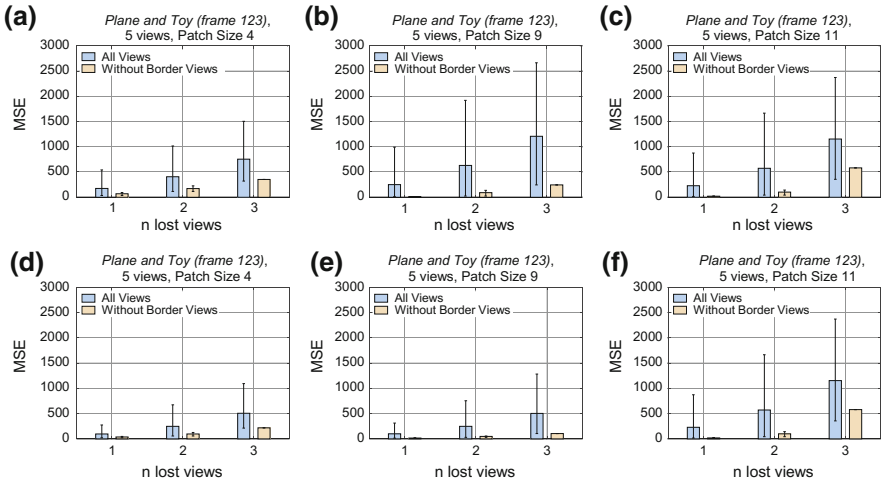 (a)
Plane and Toy (frame 123),
5 views, Patch Size 4
3000
2500
2000
1500
1000
500
0
MSE
All Views
Without Border Views
1 2 3
n lost views
(b)
Plane and Toy (frame 123),
5 views, Patch Size 9
3000
2500
2000
1500
1000
500
0
MSE
All Views
Without Border Views
1 2 3
n lost views
(c)
Plane and Toy (frame 123),
5 views, Patch Size 11
3000
2500
2000
1500
1000
500
0
MSE
All Views
Without Border Views
1 2 3
n lost views
(d)
Plane and Toy (frame 123),
5 views, Patch Size 4
3000
2500
2000
1500
1000
500
0
MSE
All Views
Without Border Views
1 2 3
n lost views
(e)
Plane and Toy (frame 123),
5 views, Patch Size 9
3000
2500
2000
1500
1000
500
0
MSE
All Views
Without Border Views
1 2 3
n lost views
(f)
Plane and Toy (frame 123),
5 views, Patch Size 11
3000
2500
2000
1500
1000
500
0
MSE
All Views
Without Border Views
1 2 3
n lost views